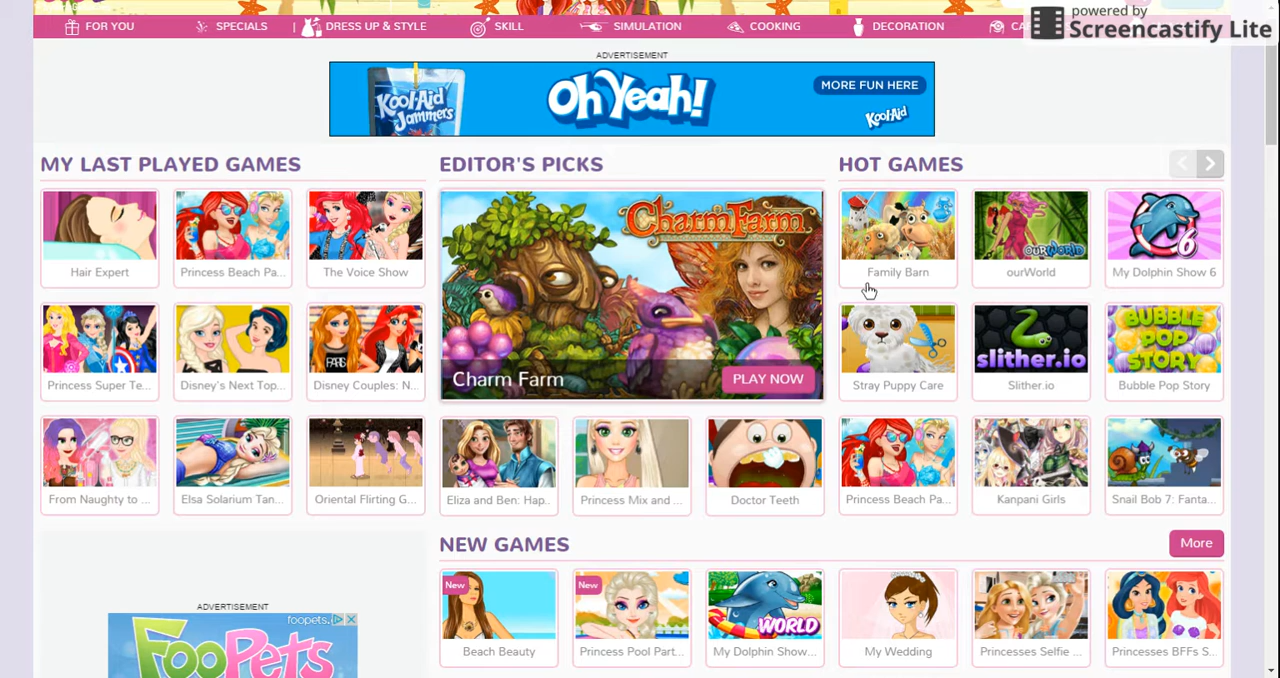 powered by
Screencastify Lite
FOR YOU
SPECIALS
DRESS UP & STYLE
SKILL
SIMULATION
COOKING
DECORATION
ADVERTISEMENT
Kool-Aid
Jammers
Oh Yeah!
MORE FUN HERE
Kool-Aid
MY LAST PLAYED GAMES
Hair Expert
Princess Beach Pa...
The Voice Show
Princess Super Te...
Disney's Next Top...
PARIS
Disney Couples: N...
From Naughty to ...
Elsa Solarium Tan...
Oriental Flirting G...
EDITOR'S PICKS
CharmFarm
Charm Farm
PLAY NOW
Eliza and Ben: Hap..
Princess Mix and ...
Doctor Teeth
HOT GAMES
Family Barn
OURWORLD
ourWorld
6
My Dolphin Show 6
Stray Puppy Care
slither.io
Slither.io
BUBBLE
POP
STORY
Bubble Pop Story
Princess Beach Pa...
Kanpani Girls
Snail Bob 7: Fanta...
NEW GAMES
More
New
Beach Beauty
New
Princess Pool Part...
WORLD
My Dolphin Show...
My Wedding
Princesses Selfie ...
Princesses BFFs S...
ADVERTISEMENT
foopets.
FooPets